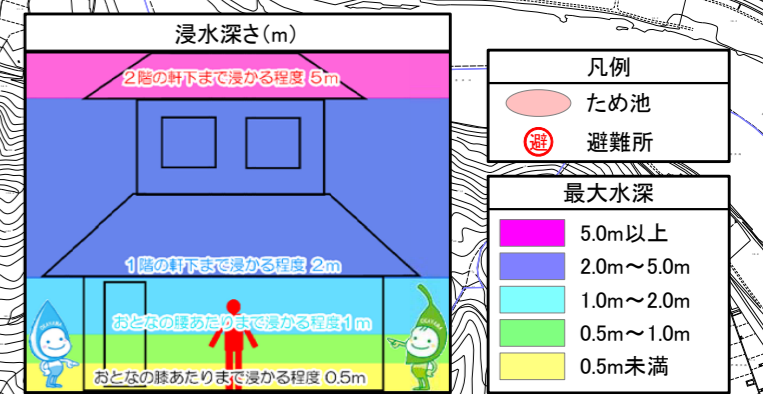 浸水深さ(m)
2階の軒下まで浸かる程度 5m
1階の軒下まで浸かる程度 2m
おとなの腰あたりまで浸かる程度1m
おとなの膝あたりまで浸かる程度 0.5m
凡例
ため池
避 避難所
最大水深
5.0m以上
2.0m～5.0m
1.0m～2.0m
0.5m～1.0m
0.5m未満